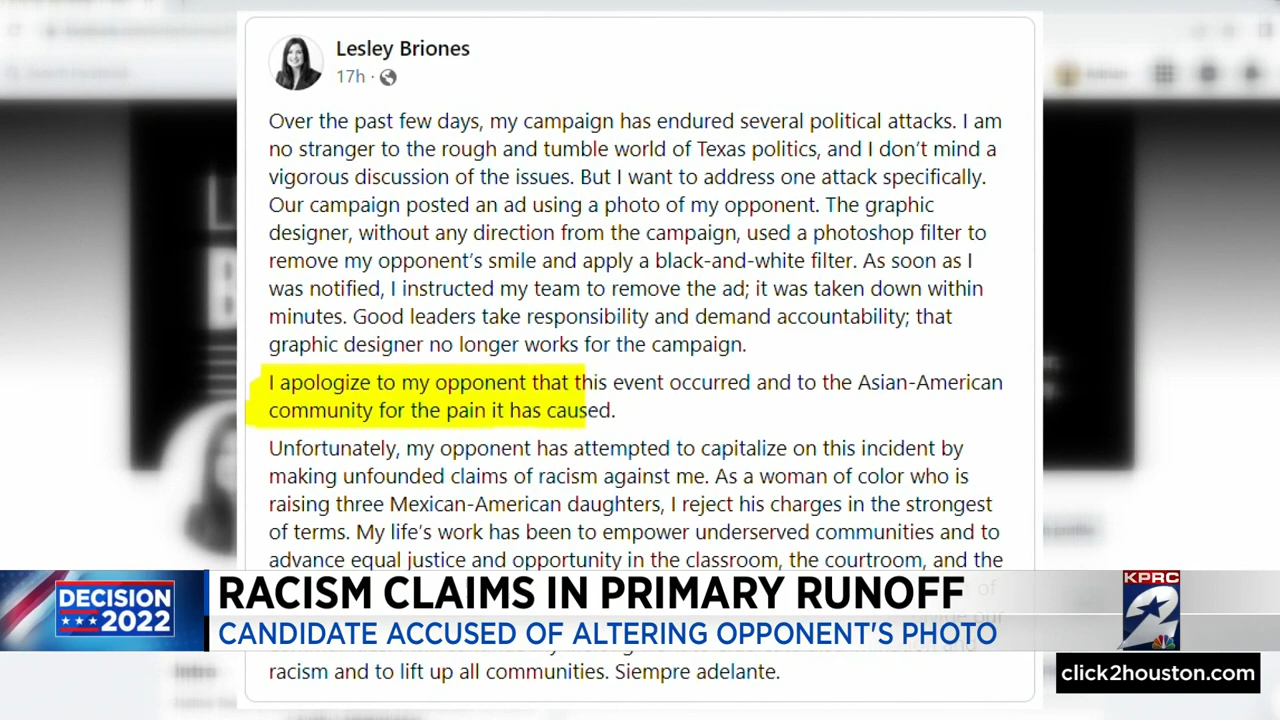 Lesley Briones
17h ·
Over the past few days, my campaign has endured several political attacks. I am
no stranger to the rough and tumble world of Texas politics, and I don't mind a
vigorous discussion of the issues. But I want to address one attack specifically.
Our campaign posted an ad using a photo of my opponent. The graphic
designer, without any direction from the campaign, used a photoshop filter to
remove my opponent's smile and apply a black-and-white filter. As soon as I
was notified, I instructed my team to remove the ad; it was taken down within
minutes. Good leaders take responsibility and demand accountability; that
graphic designer no longer works for the campaign.
I apologize to my opponent that this event occurred and to the Asian-American
community for the pain it has caused.
Unfortunately, my opponent has attempted to capitalize on this incident by
making unfounded claims of racism against me. As a woman of color who is
raising three Mexican-American daughters, I reject his charges in the strongest
of terms. My life's work has been to empower underserved communities and to
advance equal justice and opportunity in the classroom, the courtroom, and the
of
our
racism and to lift up all communities. Siempre adelante.
DECISION
2022
RACISM CLAIMS IN PRIMARY RUNOFF
CANDIDATE ACCUSED OF ALTERING OPPONENT'S PHOTO
KPRC
2
click2houston.com